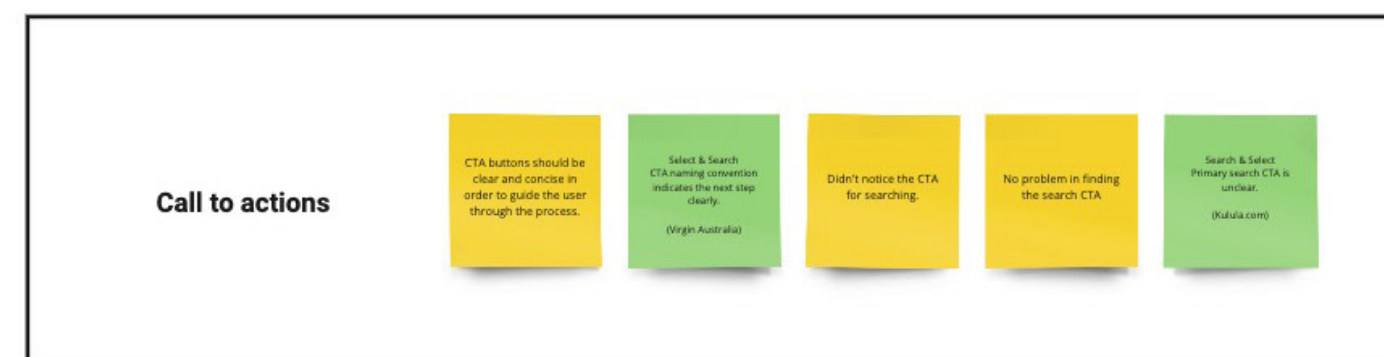 Call to actions
CTA buttons should be
clear and concise in
order to guide the user
through the process.
Select & Search
CTA naming convention
indicates the next step
clearly.
(Virgin Australia)
Didn't notice the CTA
for searching.
No problem in finding
the search CTA
Search & Select
Primary search CTA is
unclear.
(Kulula.com)